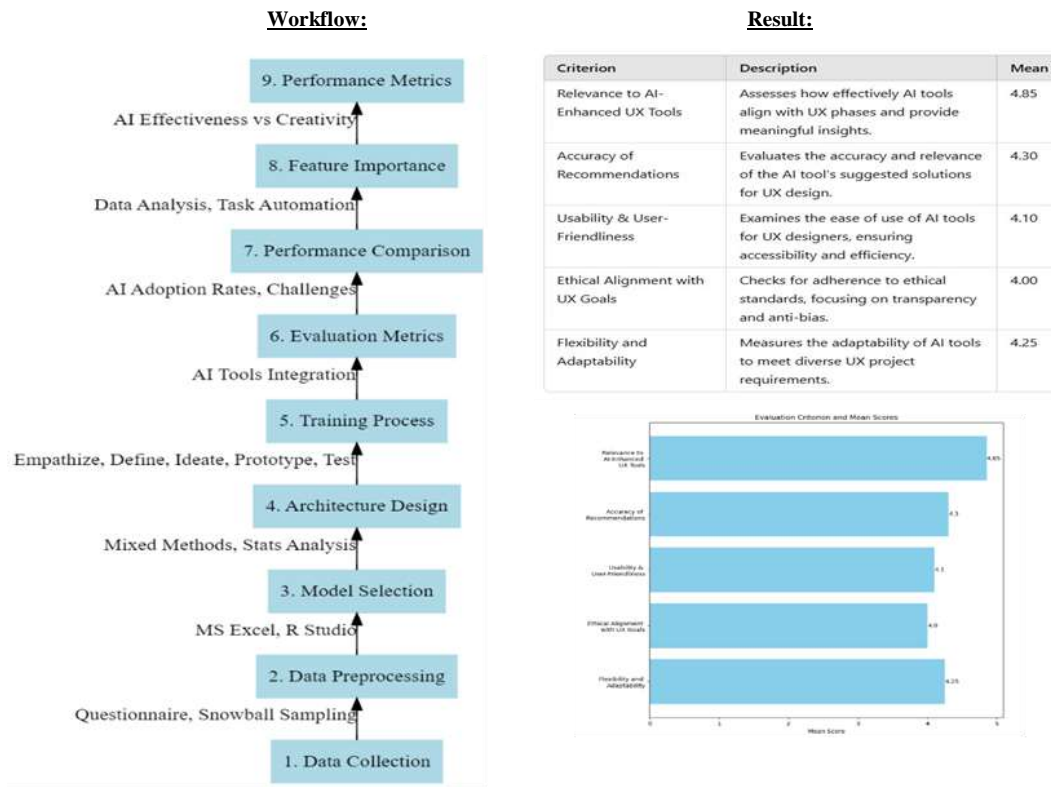 Workflow:
9. Performance Metrics
AI Effectiveness vs Creativity
8. Feature Importance
Data Analysis, Task Automation
7. Performance Comparison
AI Adoption Rates, Challenges
6. Evaluation Metrics
AI Tools Integration
5. Training Process
Empathize, Define, Ideate, Prototype, Test
4. Architecture Design
Mixed Methods, Stats Analysis
3. Model Selection
MS Excel, R Studio
2. Data Preprocessing
Questionnaire, Snowball Sampling
1. Data Collection
Result:
Criterion Description Mean
Relevance to AI- Assesses how effectively AI tools 4.85
Enhanced UX Tools align with UX phases and provide
meaningful insights.
Accuracy of Evaluates the accuracy and relevance 4.30
Recommendations of the AI tool's suggested solutions
for UX design.
Usability & User- Examines the ease of use of AI tools 4.10
Friendliness for UX designers, ensuring
accessibility and efficiency.
Ethical Alignment with Checks for adherence to ethical 4.00
UX Goals standards, focusing on transparency
and anti-bias.
Flexibility and Measures the adaptability of AI tools 4.25
Adaptability to meet diverse UX project
requirements.
Evaluation Criterion and Mean Scores
Relevance to
AI-Enhanced
UX Tools
4.85
Accuracy of
Recommendations
4.3
Usability &
User-Friendliness
4.1
Ethical Alignment
with UX Goals
4.0
Flexibility and
Adaptability
4.25
0 1 2 3 4 5
Mean Score